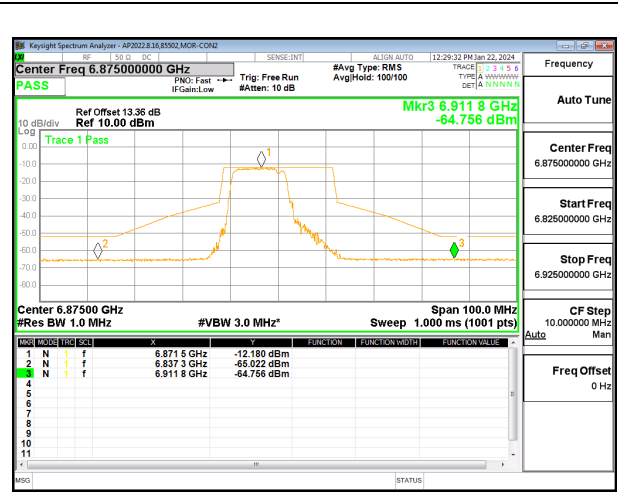 Keysight Spectrum Analyzer - AP2022.8.16,85502,MOR-CON2
RF 50 Ω DC SENSE:INT ALIGN AUTO 12:29:32 PM Jan 22, 2024
Center Freq 6.875000000 GHz
PNO: Fast
IFGain:Low
Trig: Free Run
#Atten: 10 dB
#Avg Type: RMS
Avg|Hold: 100/100
TRACE 1 2 3 4 5 6
TYPE A WWWWW
DET A N N N N N
PASS
Frequency
Auto Tune
Center Freq
6.875000000 GHz
Start Freq
6.825000000 GHz
Stop Freq
6.925000000 GHz
CF Step
10.000000 MHz
Auto Man
Freq Offset
0 Hz
Ref Offset 13.36 dB
10 dB/div Ref 10.00 dBm
Mkr3 6.911 8 GHz
-64.756 dBm
Log
Trace 1 Pass
0.00
-10.0
-20.0
-30.0
-40.0
-50.0
-60.0
-70.0
-80.0
1
2
3
Center 6.87500 GHz Span 100.0 MHz
#Res BW 1.0 MHz #VBW 3.0 MHz* Sweep 1.000 ms (1001 pts)
MKR MODE TRC SCL X Y FUNCTION FUNCTION WIDTH FUNCTION VALUE
1 N 1 f 6.871 5 GHz -12.180 dBm
2 N 1 f 6.837 3 GHz -65.022 dBm
3 N 1 f 6.911 8 GHz -64.756 dBm
4
5
6
7
8
9
10
11
MSG STATUS